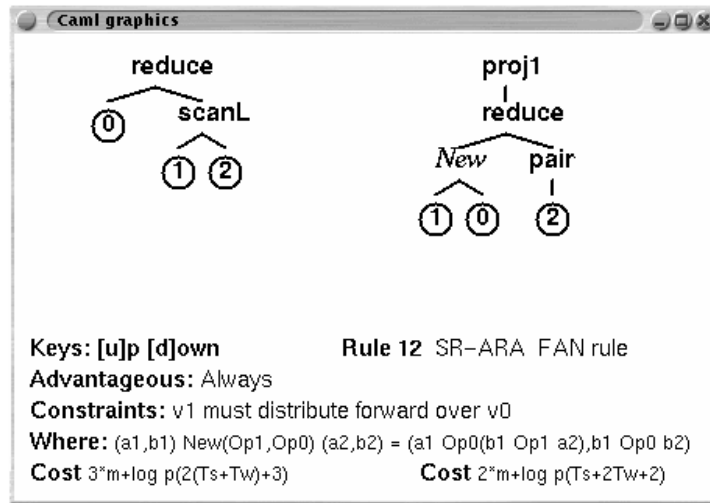 Caml graphics
reduce proj1
0 scanL reduce
1 2 New pair
1 0 2
Keys: [u]p [d]own Rule 12 SR-ARA FAN rule
Advantageous: Always
Constraints: v1 must distribute forward over v0
Where: (a1,b1) New(Op1,Op0) (a2,b2) = (a1 Op0(b1 Op1 a2),b1 Op0 b2)
Cost 3*m+log p(2(Ts+Tw)+3) Cost 2*m+log p(Ts+2Tw+2)